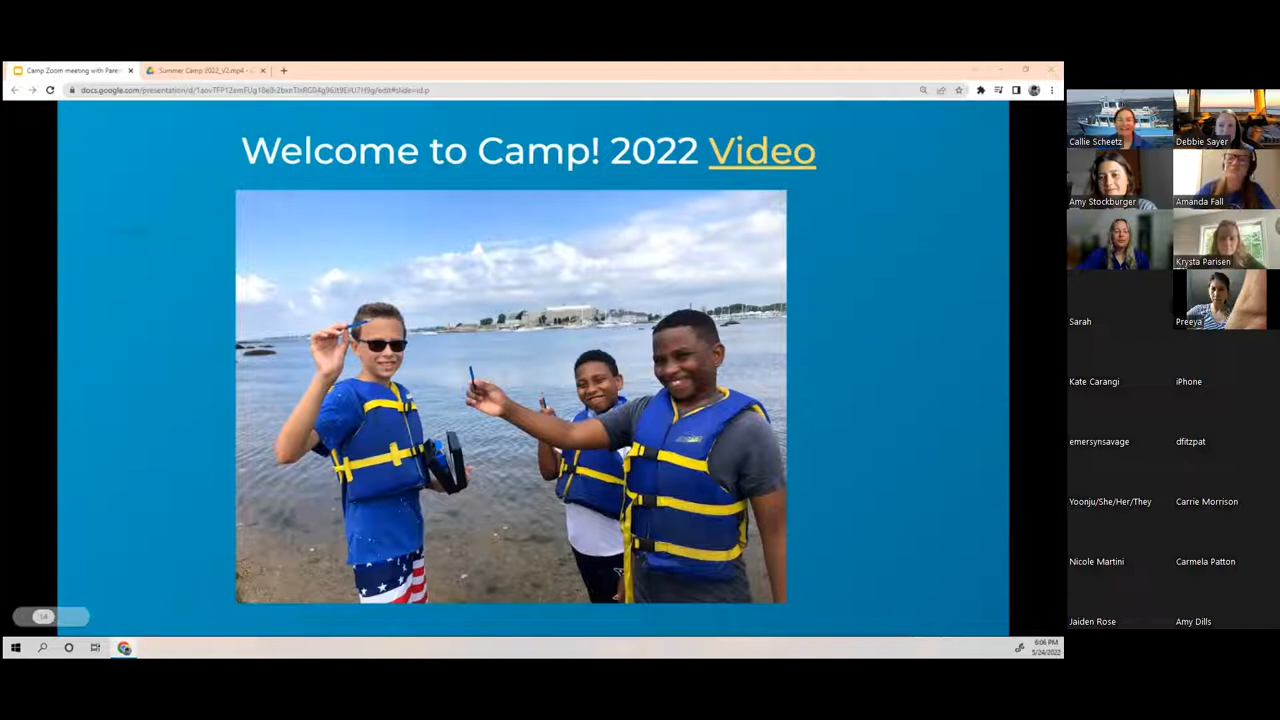 Camp Zoom meeting with Paren
Summer Camp 2022_V2.mp4 - G
Welcome to Camp! 2022 Video
14
6:06 PM
5/24/2022
Callie Scheetz
Debbie Sayer
Amy Stockburger
Amanda Fall
Krysta Parisen
Sarah
Preeya
Kate Carangi
iPhone
emersynsavage
dfitzpat
Yoonju/She/Her/They
Carrie Morrison
Nicole Martini
Carmela Patton
Jaiden Rose
Amy Dills